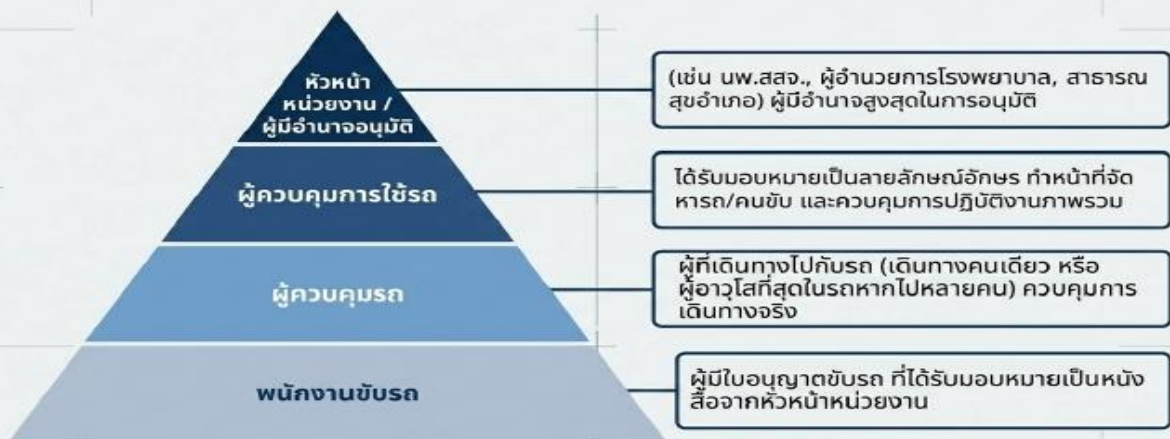 หัวหน้า
หน่วยงาน /
ผู้มีอำนาจอนุมัติ
(เช่น นพ.สสจ., ผู้อำนวยการโรงพยาบาล, สาธารณ
สุขอำเภอ) ผู้มีอำนาจสูงสุดในการอนุมัติ
ผู้ควบคุมการใช้รถ
ได้รับมอบหมายเป็นลายลักษณ์อักษร ทำหน้าที่จัด
หารถ/คนขับ และควบคุมการปฏิบัติงานภาพรวม
ผู้ควบคุมรถ
ผู้ที่เดินทางไปกับรถ (เดินทางคนเดียว หรือ
ผู้อาวุโสที่สุดในรถหากไปหลายคน) ควบคุมการ
เดินทางจริง
พนักงานขับรถ
ผู้มีใบอนุญาตขับรถ ที่ได้รับมอบหมายเป็นหนัง
สือจากหัวหน้าหน่วยงาน